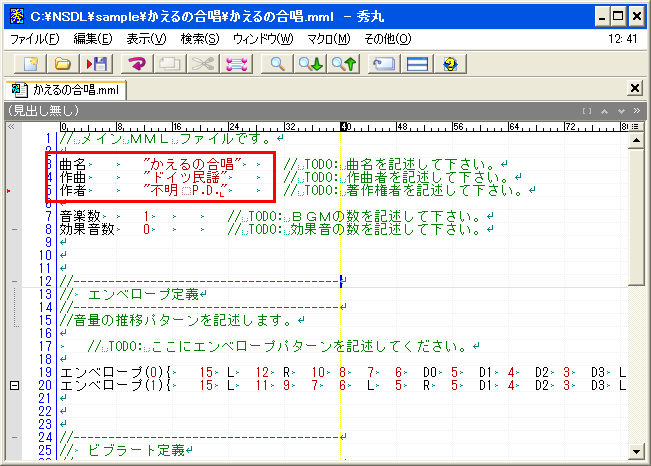 C:¥NSDL¥sample¥かえるの合唱¥かえるの合唱.mml － 秀丸
ファイル(F) 編集(E) 表示(V) 検索(S) ウィンドウ(W) マクロ(M) その他(O) 12:41
かえるの合唱.mml
(見出し無し)
0 8 16 24 32 40 48 56 64 72 80
1 // メインＭＭＬ ファイルです。
2
3 曲名 "かえるの合唱" // TODO: 曲名を記述して下さい。
4 作曲 "ドイツ民謡" // TODO: 作曲者を記述して下さい。
5 作者 "不明　P.D." // TODO: 著作権者を記述して下さい。
6
7 音楽数 1 // TODO: ＢＧＭの数を記述して下さい。
8 効果音数 0 // TODO: 効果音の数を記述して下さい。
9
10
11
12 //--------------------------------------
13 // エンベロープ定義
14 //--------------------------------------
15 //音量の推移パターンを記述します。
16
17 // TODO: ここにエンベロープパターンを記述してください。
18
19 エンベロープ(0){ 15 L 12 R 10 8 7 6 D0 5 D1 4 D2 3 D3 L
20 エンベロープ(1){ 15 L 11 9 7 6 L 5 R 5 D1 4 D2 3 D3 L
21
22
23
24 //--------------------------------------
25 // ビブラート定義